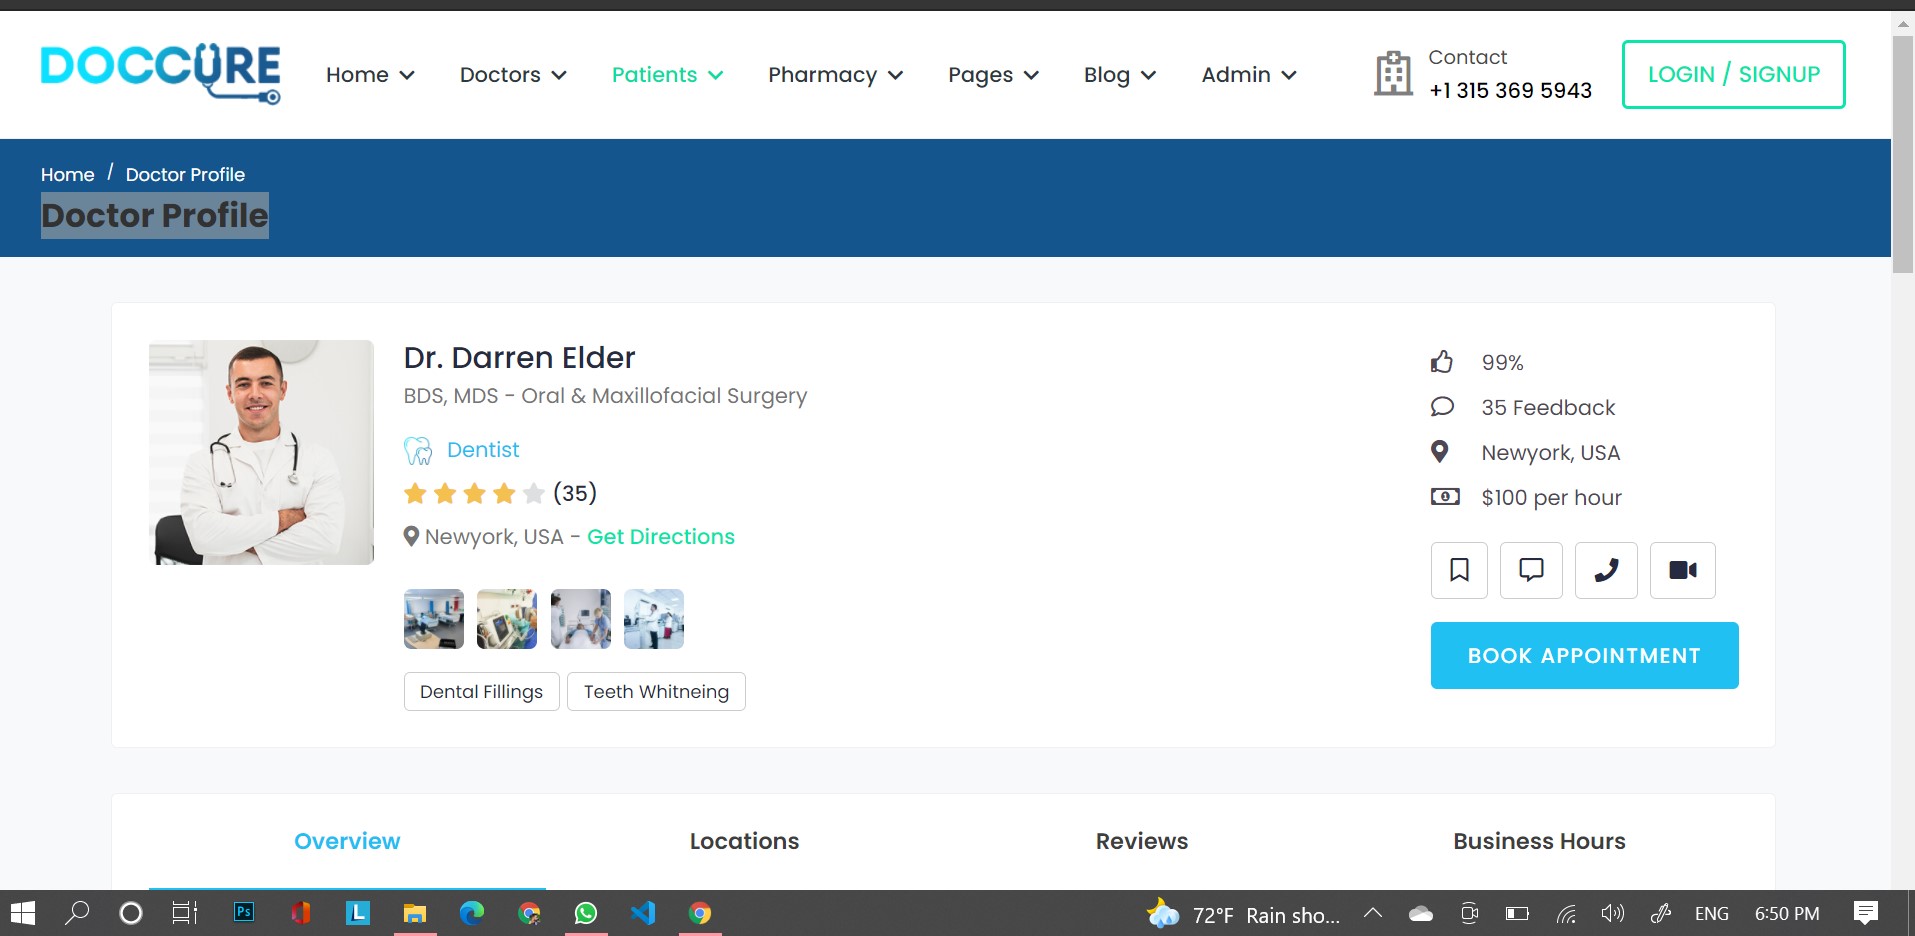 DOCCURE
Home
Doctors
Patients
Pharmacy
Pages
Blog
Admin
Contact
+1 315 369 5943
LOGIN / SIGNUP
Home / Doctor Profile
Doctor Profile
Dr. Darren Elder
BDS, MDS - Oral & Maxillofacial Surgery
Dentist
(35)
Newyork, USA - Get Directions
Dental Fillings
Teeth Whitneing
99%
35 Feedback
Newyork, USA
$100 per hour
BOOK APPOINTMENT
Overview
Locations
Reviews
Business Hours
Ps
L
72°F Rain sho...
ENG
6:50 PM